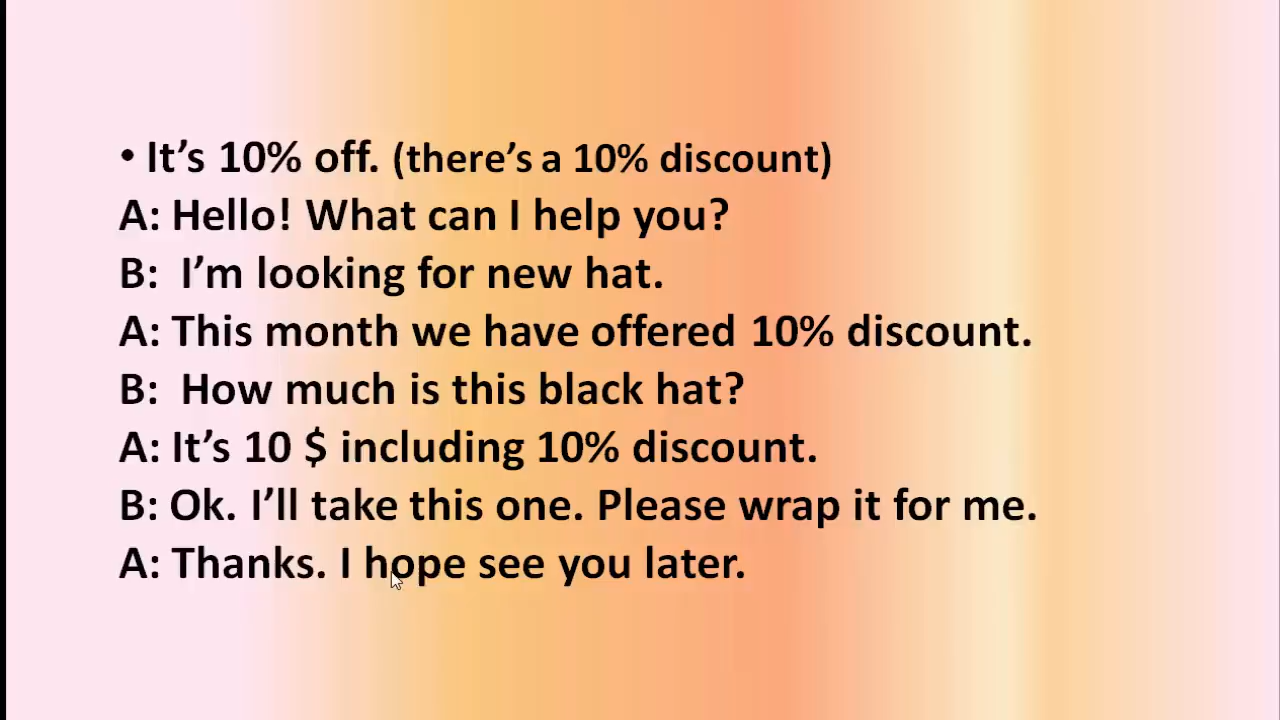 • It’s 10% off. (there’s a 10% discount)
A: Hello! What can I help you?
B:  I’m looking for new hat.
A: This month we have offered 10% discount.
B:  How much is this black hat?
A: It’s 10 $ including 10% discount.
B: Ok. I’ll take this one. Please wrap it for me.
A: Thanks. I hope see you later.